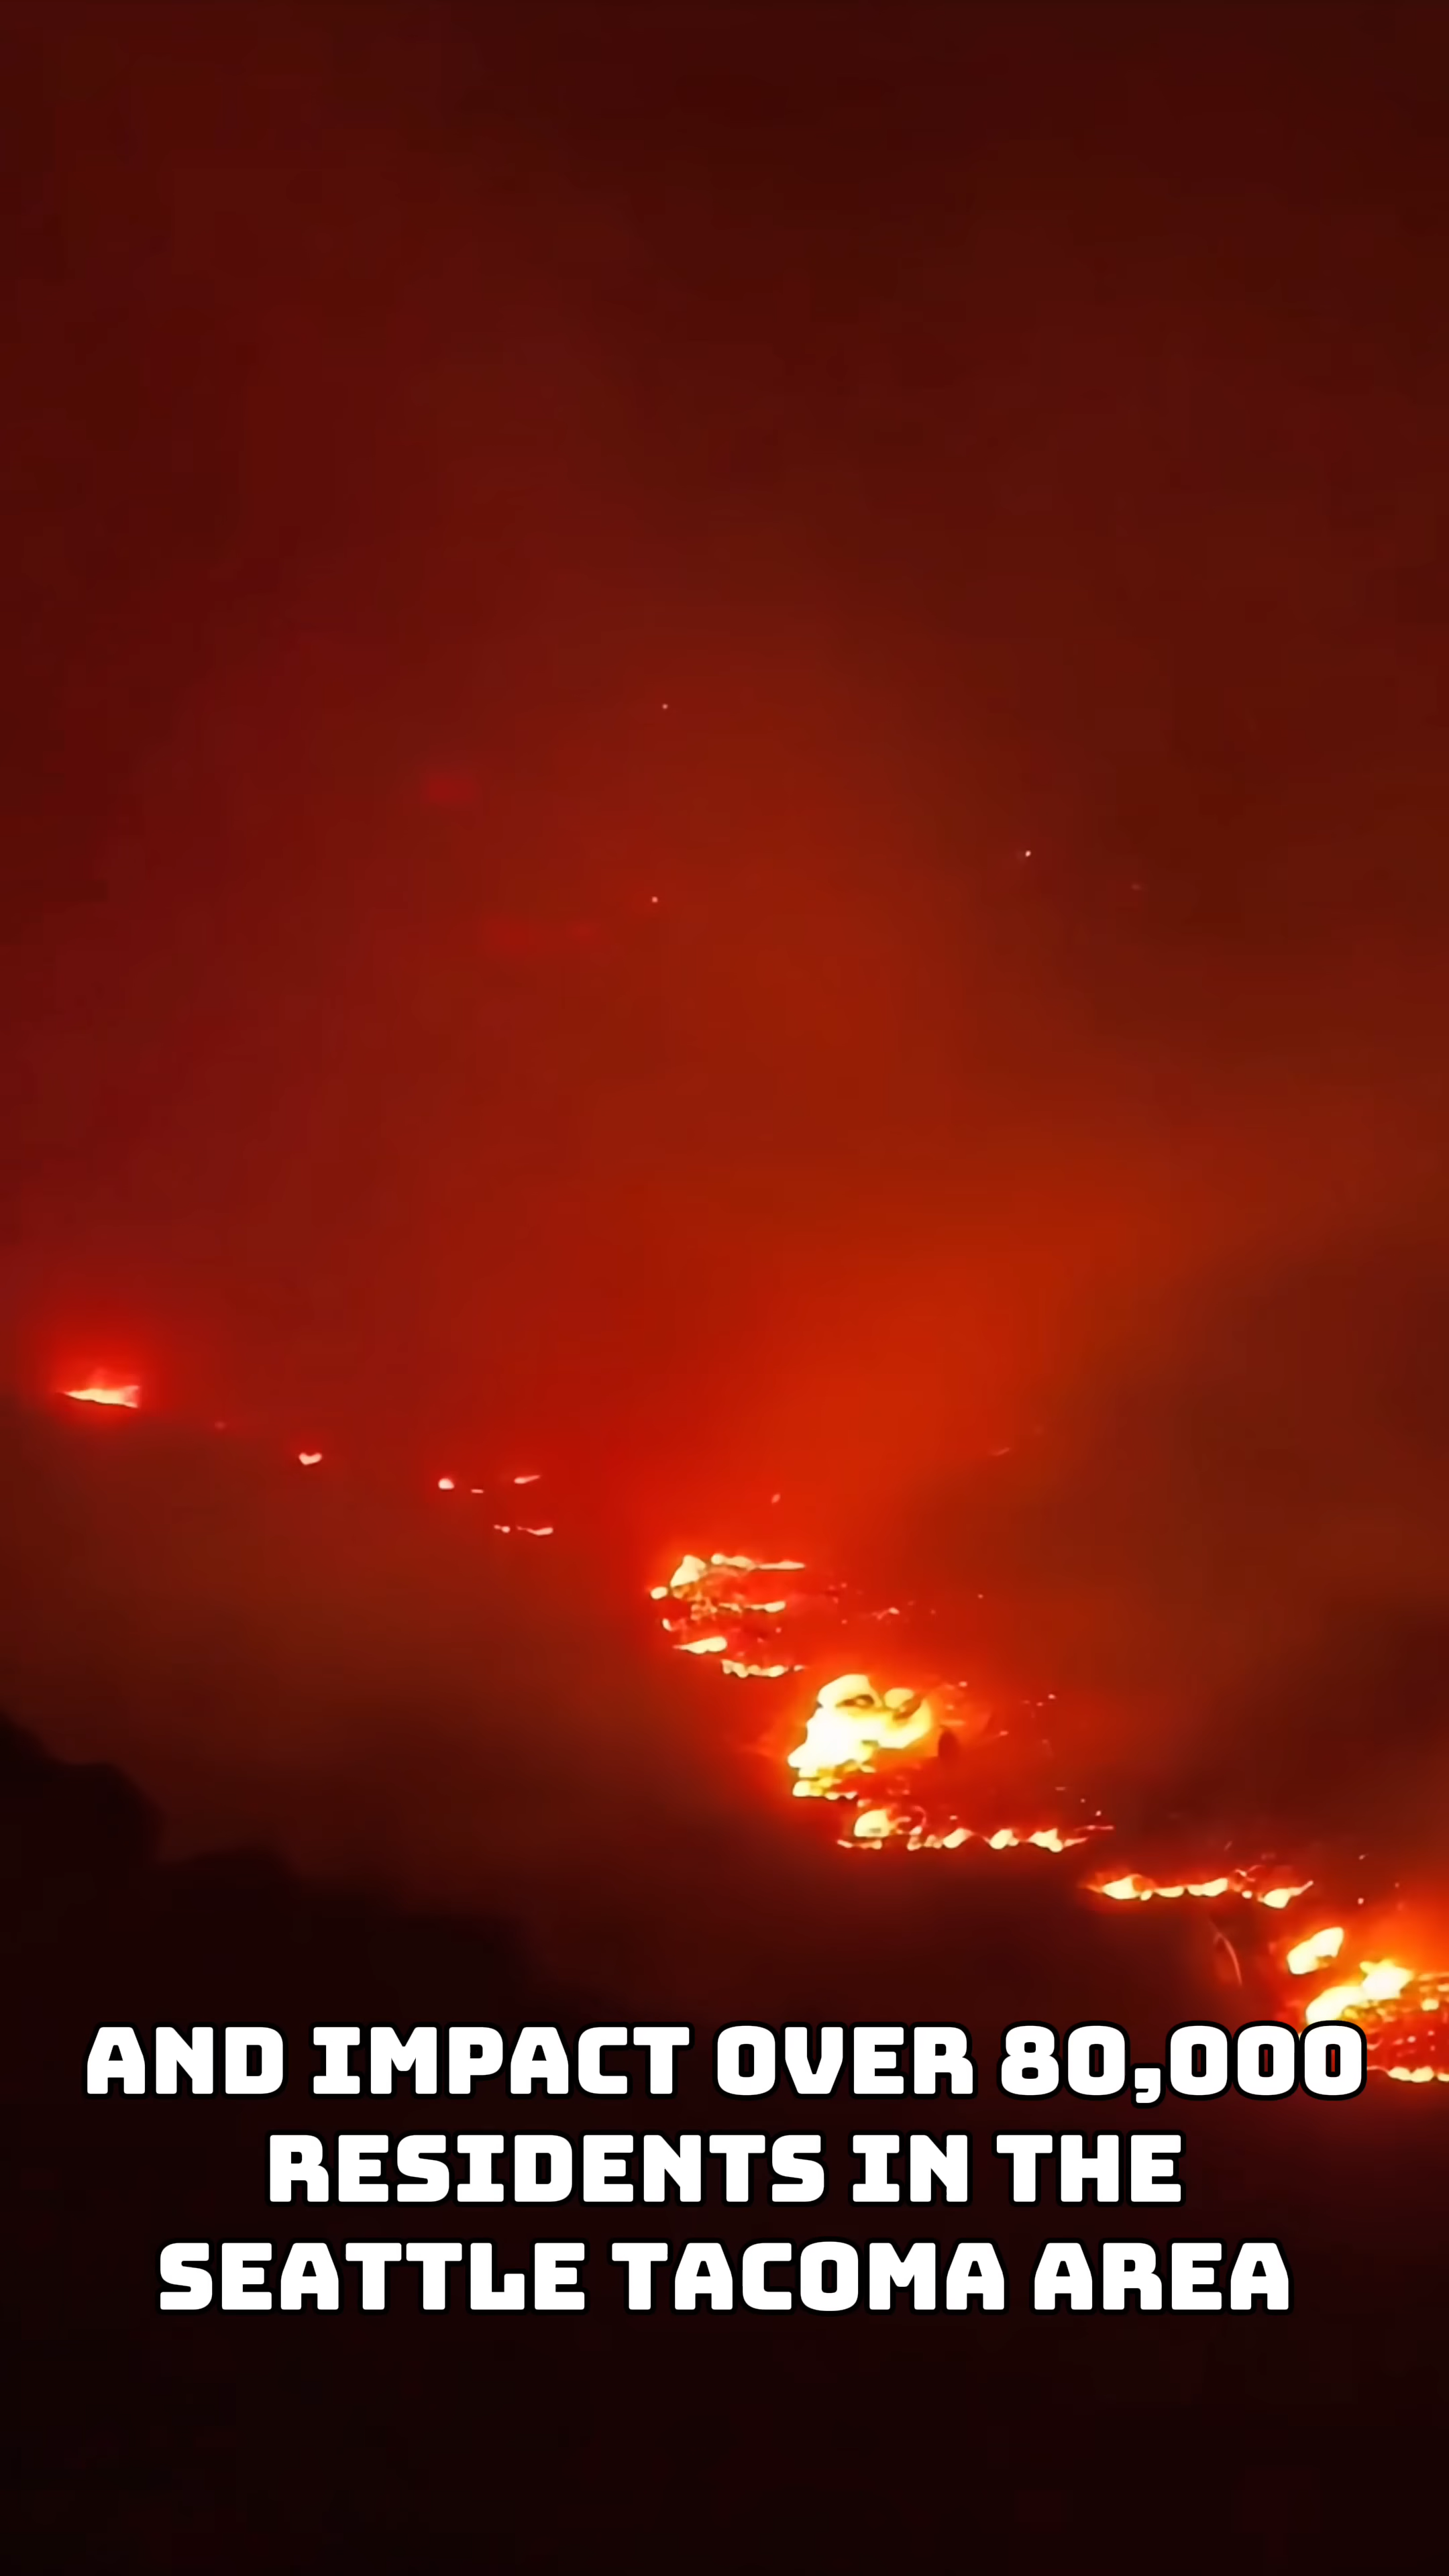 AND IMPACT OVER 80,000
RESIDENTS IN THE
SEATTLE TACOMA AREA